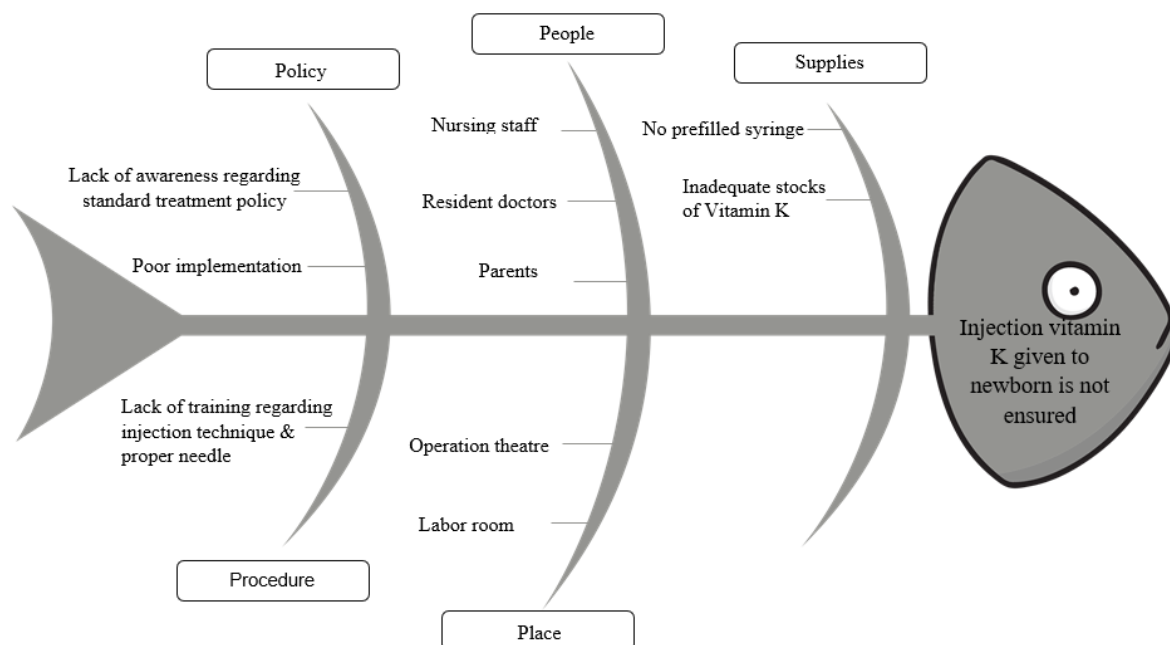 People
Policy
Supplies
Nursing staff
No prefilled syringe
Lack of awareness regarding
standard treatment policy
Resident doctors
Inadequate stocks
of Vitamin K
Poor implementation
Parents
Injection vitamin
K given to
newborn is not
ensured
Lack of training regarding
injection technique &
proper needle
Operation theatre
Labor room
Procedure
Place